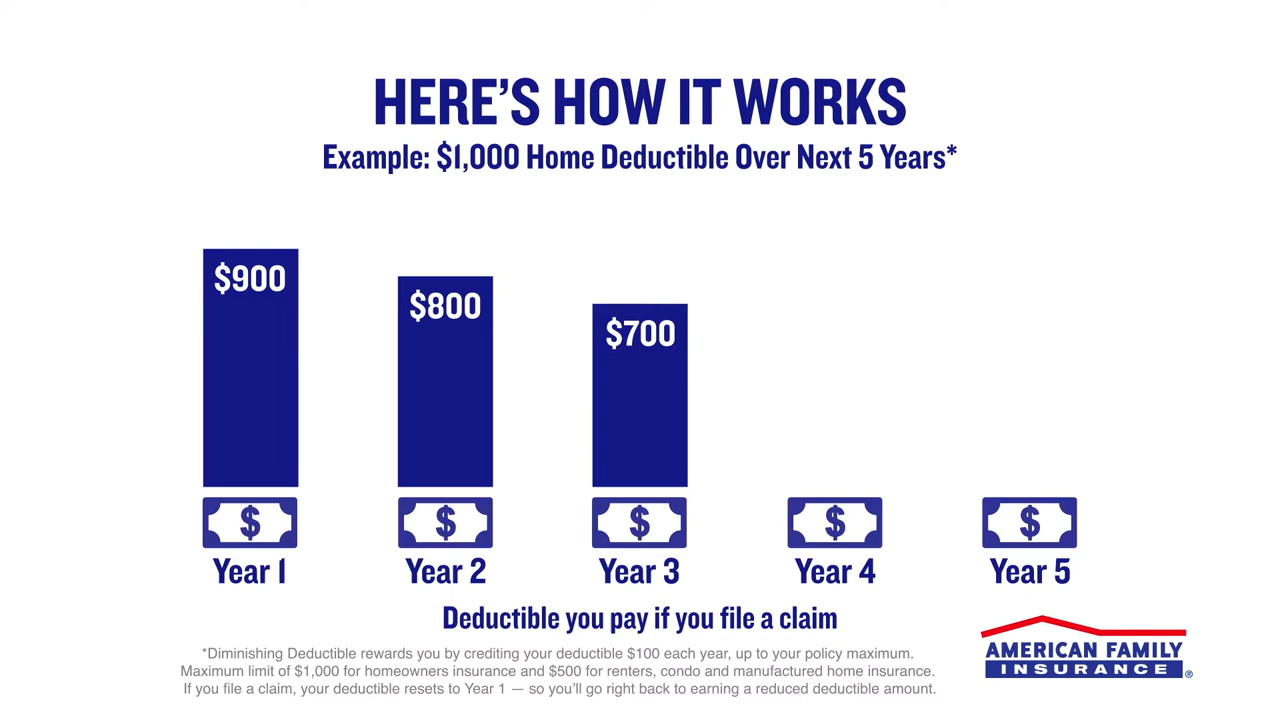 HERE'S HOW IT WORKS
Example: $1,000 Home Deductible Over Next 5 Years*
$900
$800
$700
$ $ $ $ $
Year 1 Year 2 Year 3 Year 4 Year 5
Deductible you pay if you file a claim
*Diminishing Deductible rewards you by crediting your deductible $100 each year, up to your policy maximum.
Maximum limit of $1,000 for homeowners insurance and $500 for renters, condo and manufactured home insurance.
If you file a claim, your deductible resets to Year 1 — so you'll go right back to earning a reduced deductible amount.
AMERICAN FAMILY
INSURANCE®